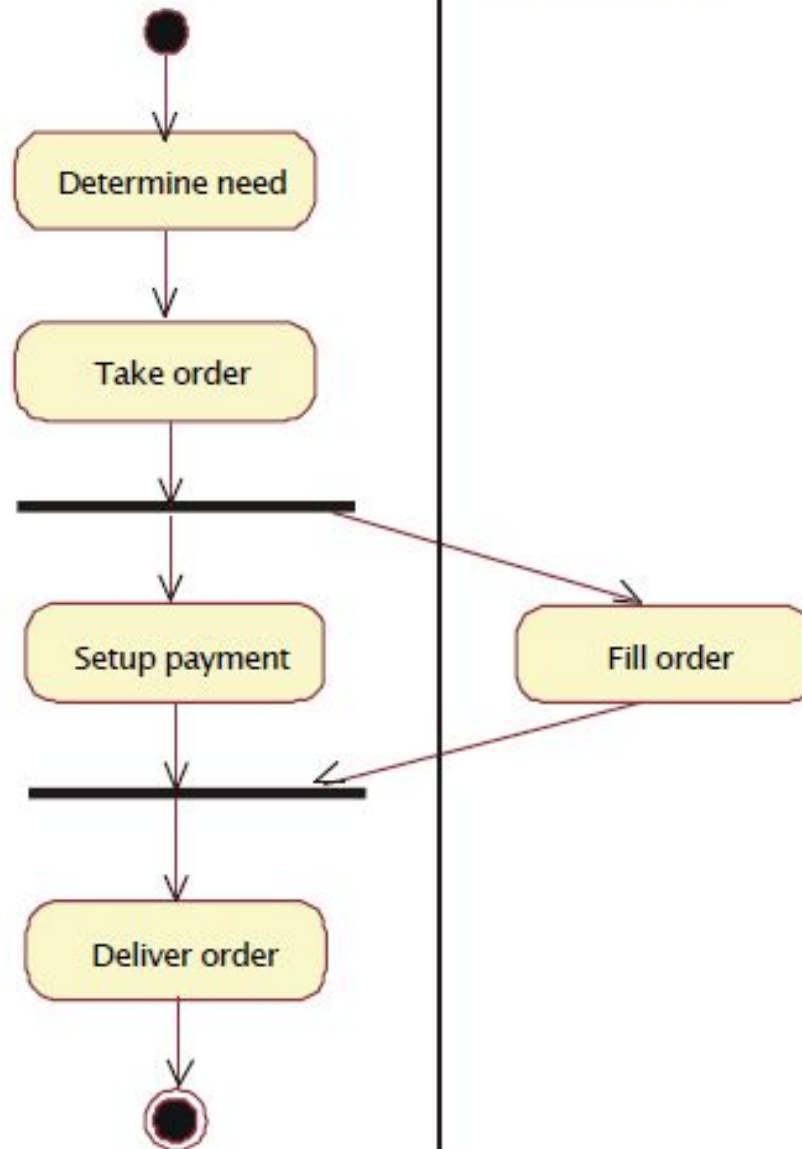 Determine need
Take order
Setup payment
Fill order
Deliver order